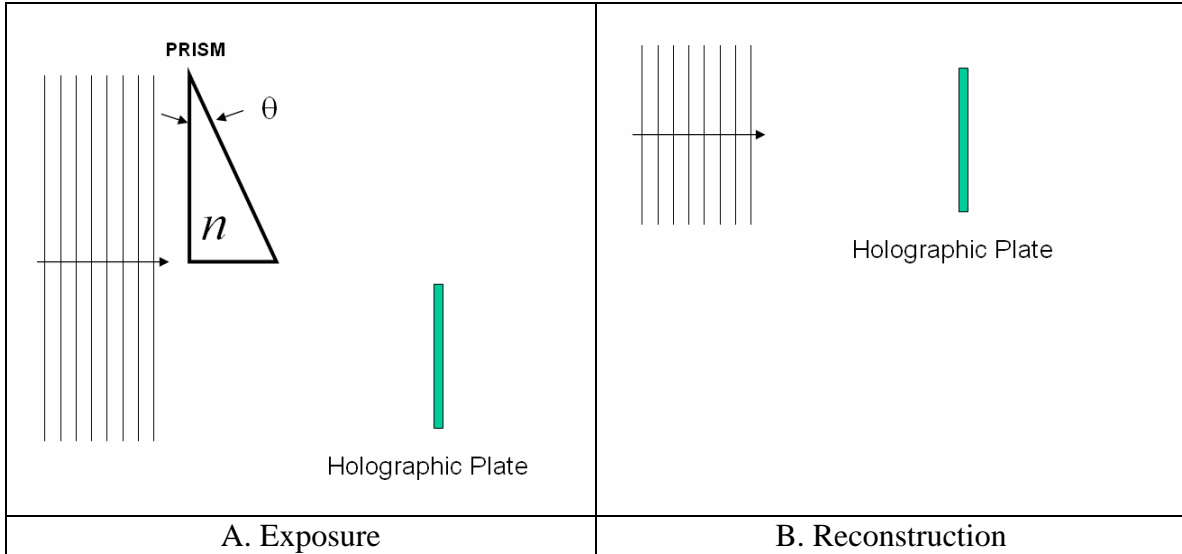 PRISM
θ
n
Holographic Plate
A. Exposure
Holographic Plate
B. Reconstruction